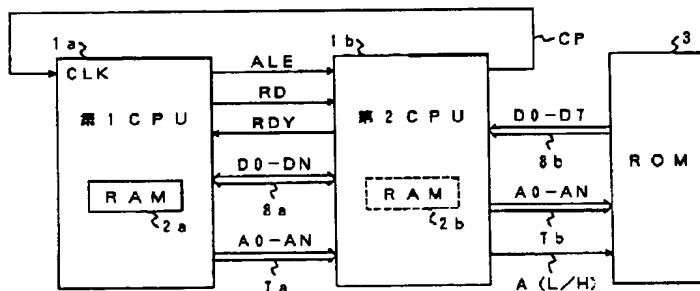 1a
1b
CP
3
CLK
ALE
RD
RDY
第1CPU
第2CPU
D0-DN
8a
D0-D7
8b
ROM
RAM
2a
RAM
2b
A0-AN
7a
A0-AN
7b
A(L/H)